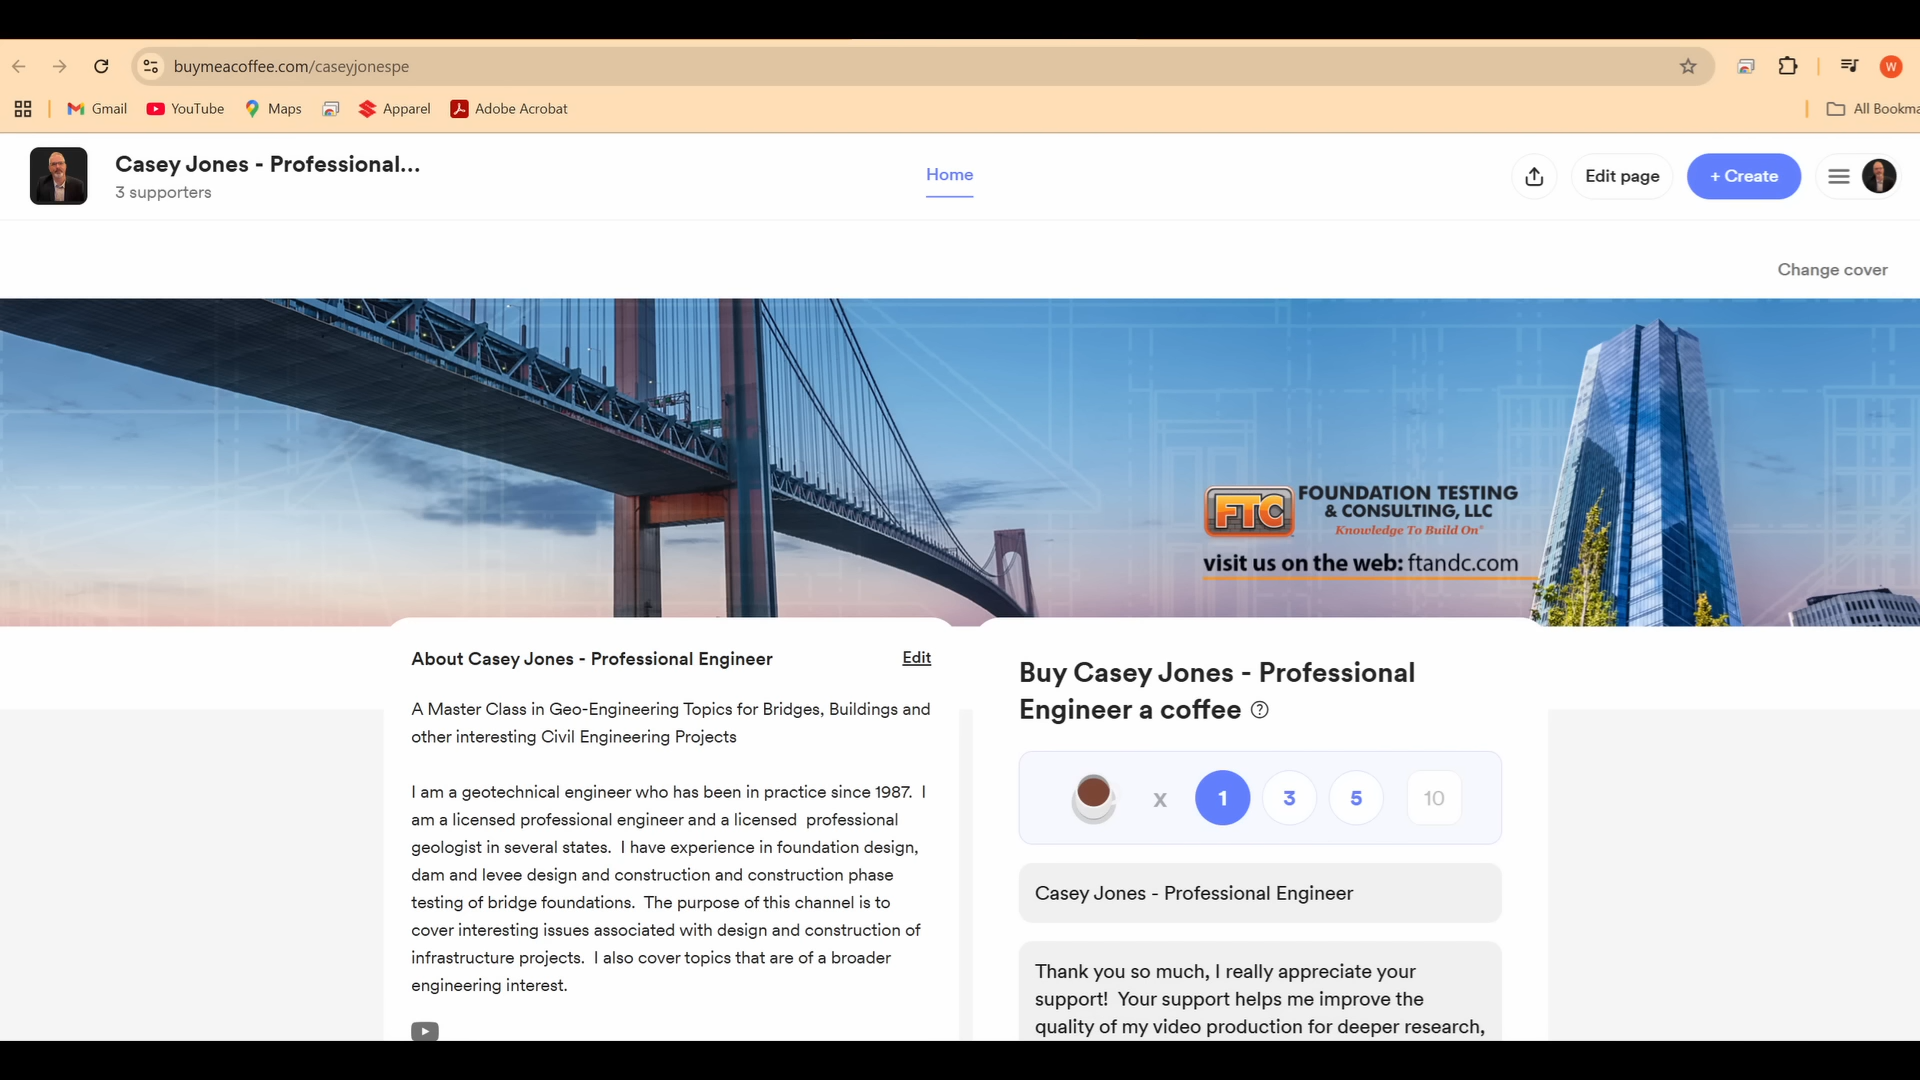 buymeacoffee.com/caseyjonespe
W
Gmail
YouTube
Maps
Apparel
Adobe Acrobat
All Bookma
Casey Jones - Professional...
3 supporters
Home
Edit page
+ Create
Change cover
FTC
FOUNDATION TESTING
& CONSULTING, LLC
Knowledge To Build On®
visit us on the web: ftandc.com
About Casey Jones - Professional Engineer
Edit
A Master Class in Geo-Engineering Topics for Bridges, Buildings and
other interesting Civil Engineering Projects
I am a geotechnical engineer who has been in practice since 1987. I
am a licensed professional engineer and a licensed professional
geologist in several states. I have experience in foundation design,
dam and levee design and construction and construction phase
testing of bridge foundations. The purpose of this channel is to
cover interesting issues associated with design and construction of
infrastructure projects. I also cover topics that are of a broader
engineering interest.
Buy Casey Jones - Professional
Engineer a coffee ?
x 1 3 5 10
Casey Jones - Professional Engineer
Thank you so much, I really appreciate your
support! Your support helps me improve the
quality of my video production for deeper research,